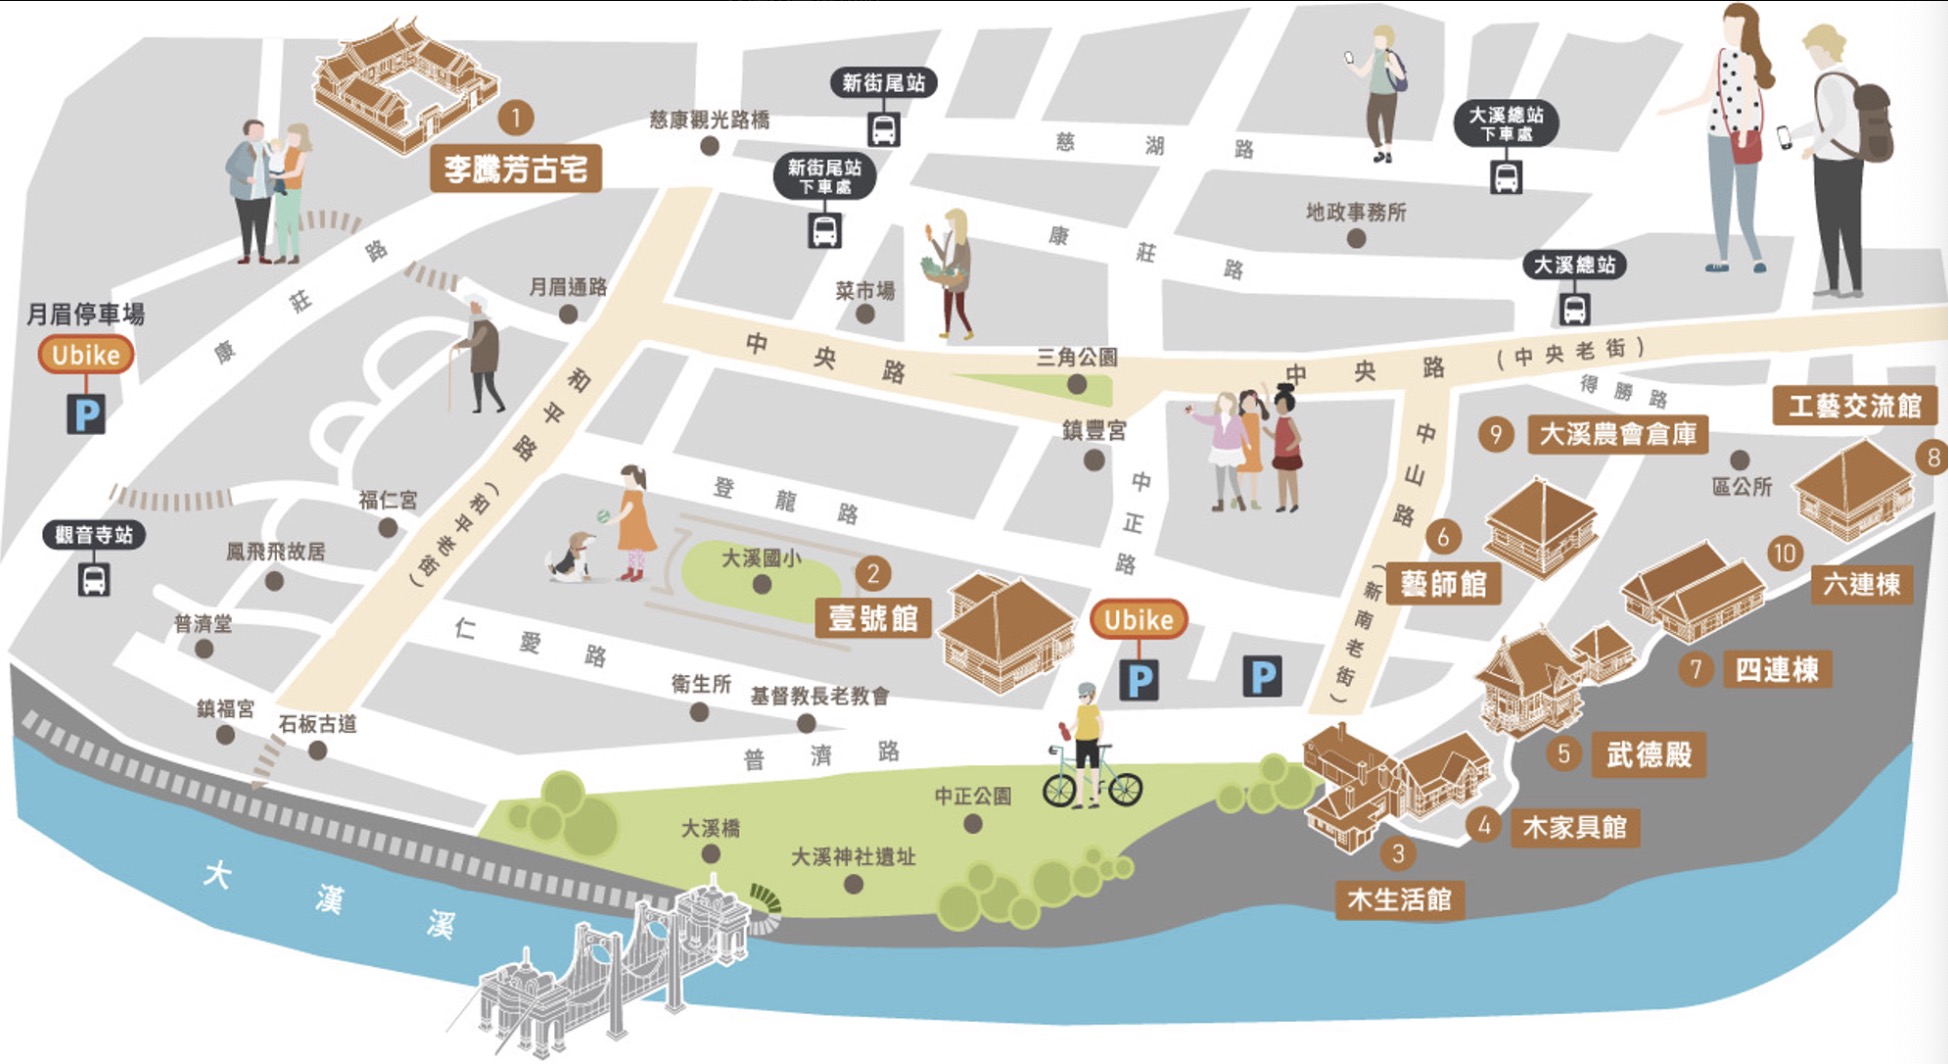 1
李騰芳古宅
慈康觀光路橋
新街尾站
新街尾站
下車處
慈湖路
大溪總站
下車處
地政事務所
康莊路
大溪總站
康莊路
月眉停車場
Ubike
P
月眉通路
菜市場
中央路
三角公園
中央路(中央老街)
得勝路
工藝交流館
8
9
大溪農會倉庫
區公所
鎮豐宮
中正路
中山路(新南老街)
和平路(和平老街)
登龍路
福仁宮
觀音寺站
鳳飛飛故居
大溪國小
2
壹號館
6
藝師館
10
六連棟
Ubike
P
P
普濟堂
仁愛路
7
四連棟
衛生所
基督教長老教會
鎮福宮
石板古道
普濟路
5
武德殿
中正公園
大溪橋
大溪神社遺址
4
木家具館
3
木生活館
大漢溪